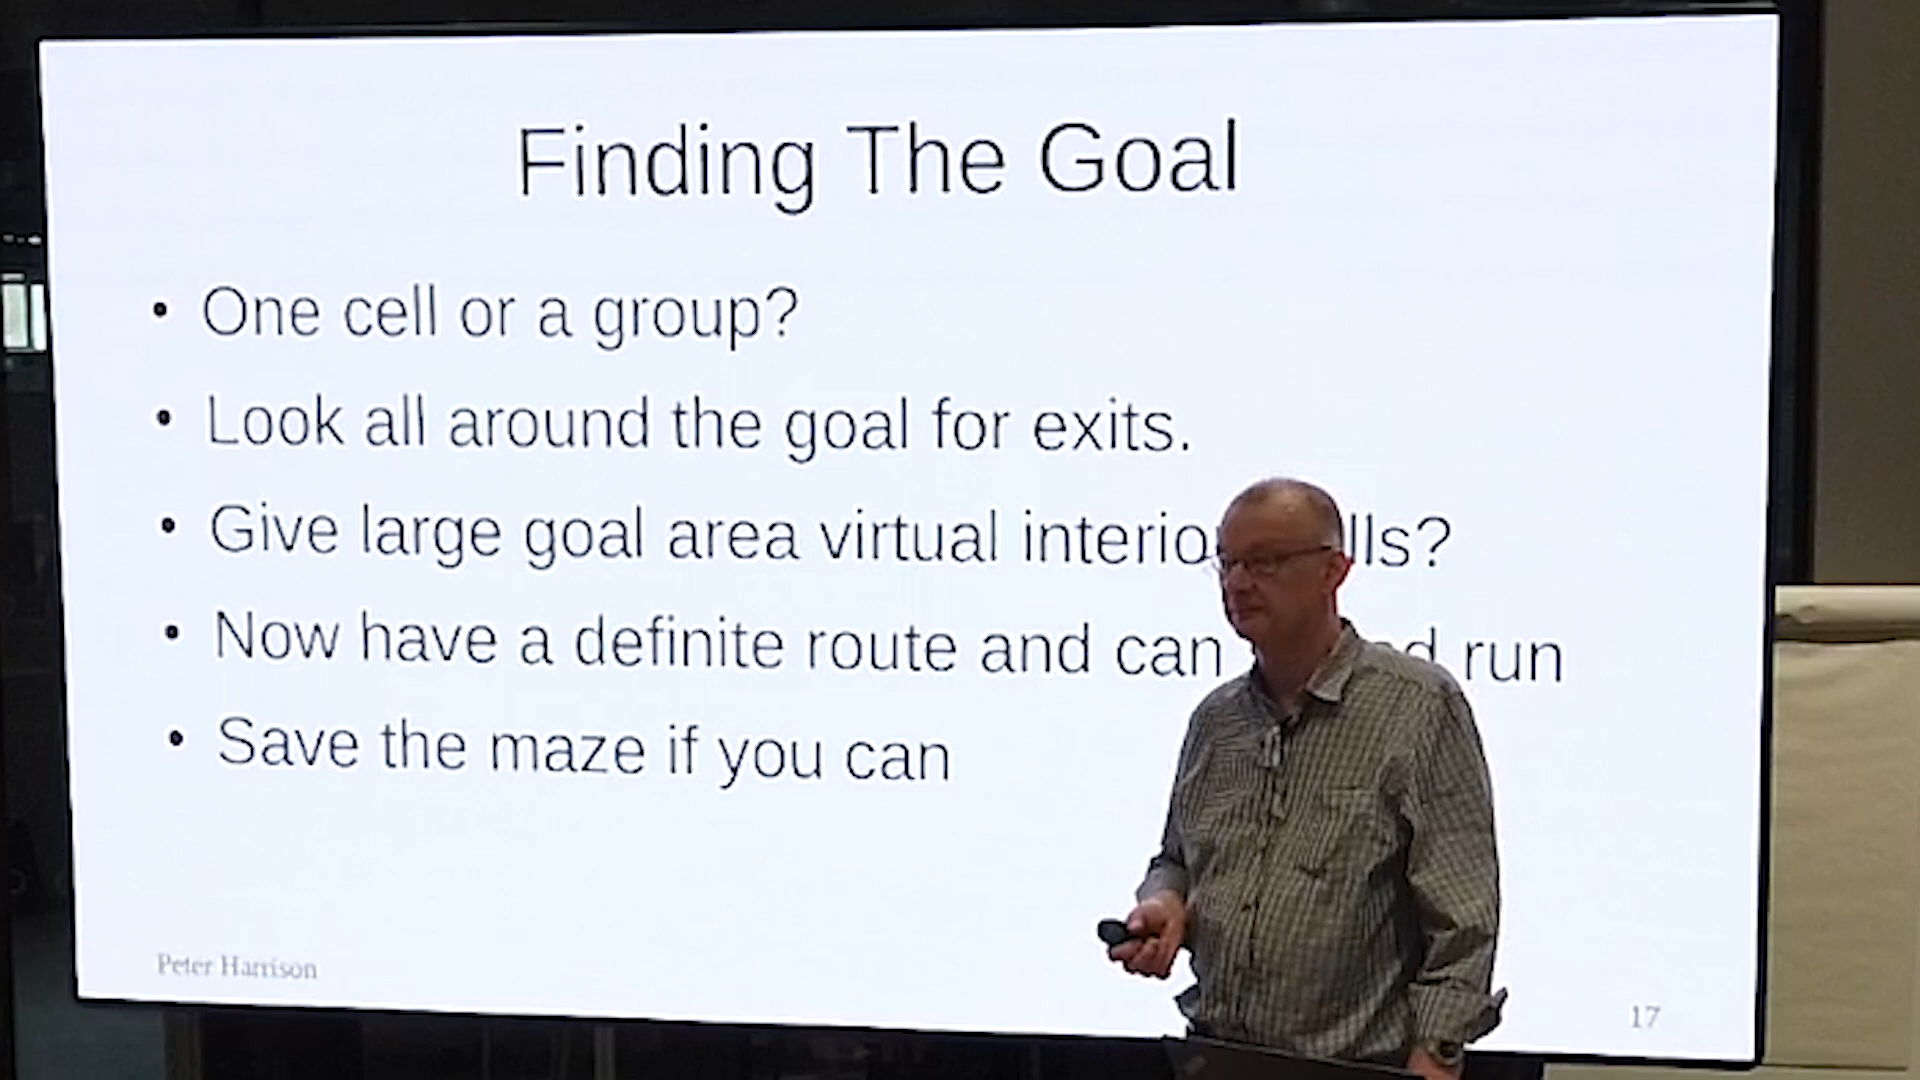 Finding The Goal
• One cell or a group?
• Look all around the goal for exits.
• Give large goal area virtual interio lls?
• Now have a definite route and can d run
• Save the maze if you can
Peter Harrison
17